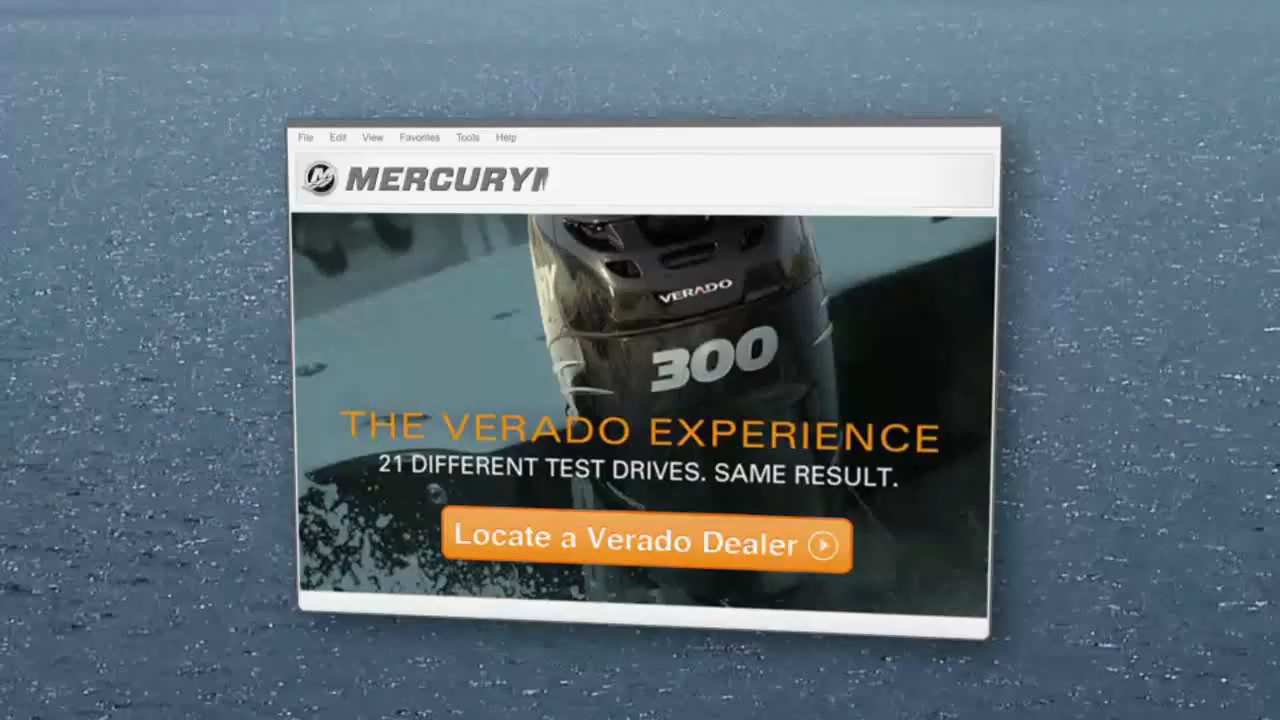 File Edit View Favorites Tools Help
MERCURYM
VERADO
300
THE VERADO EXPERIENCE
21 DIFFERENT TEST DRIVES. SAME RESULT.
Locate a Verado Dealer